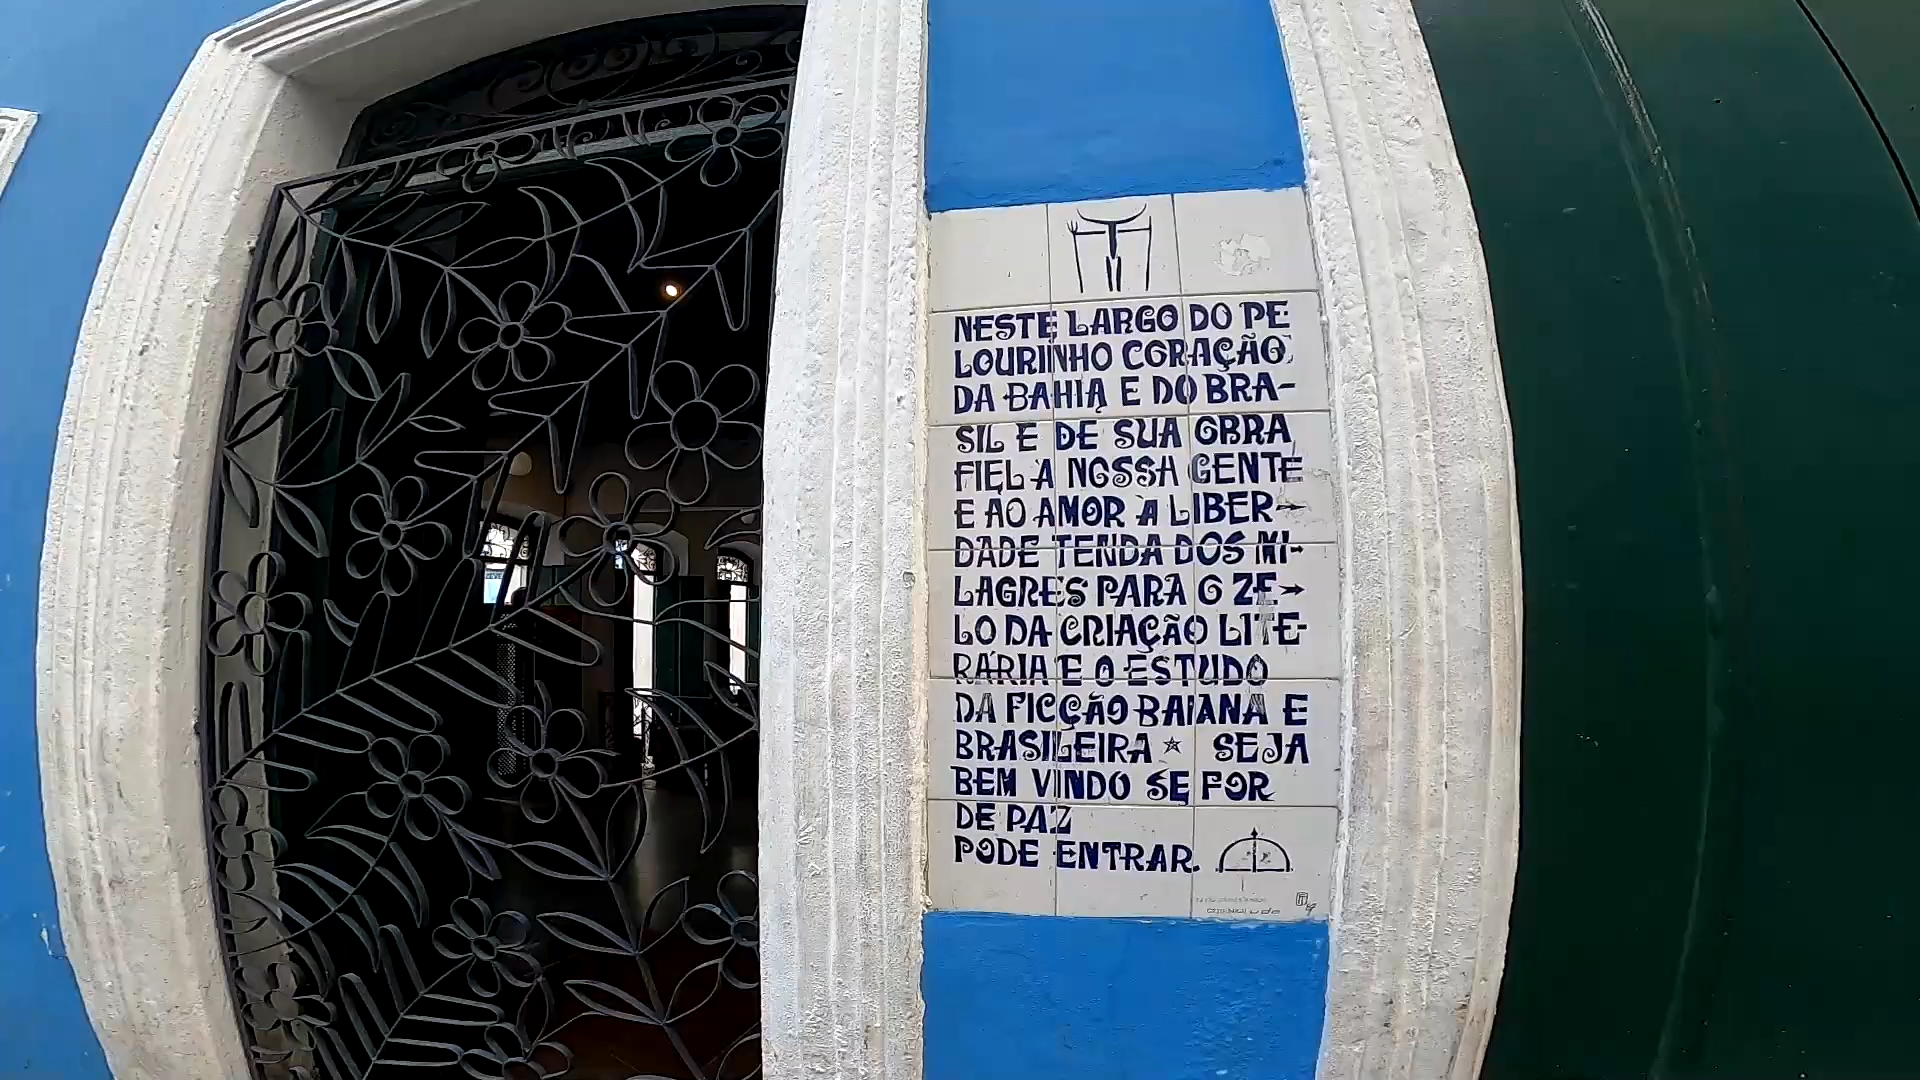 NESTE LARGO DO PE
LOURINHO CORAÇÃO
DA BAHIA E DO BRA-
SIL E DE SUA OBRA
FIEL A NOSSA GENTE
E AO AMOR A LIBER-
DADE TENDA DOS MI-
LAGRES PARA O ZE-
LO DA CRIAÇÃO LITE-
RARIA E O ESTUDO
DA FICÇÃO BAIANA E
BRASILEIRA ☆ SEJA
BEM VINDO SE FOR
DE PAZ
PODE ENTRAR.